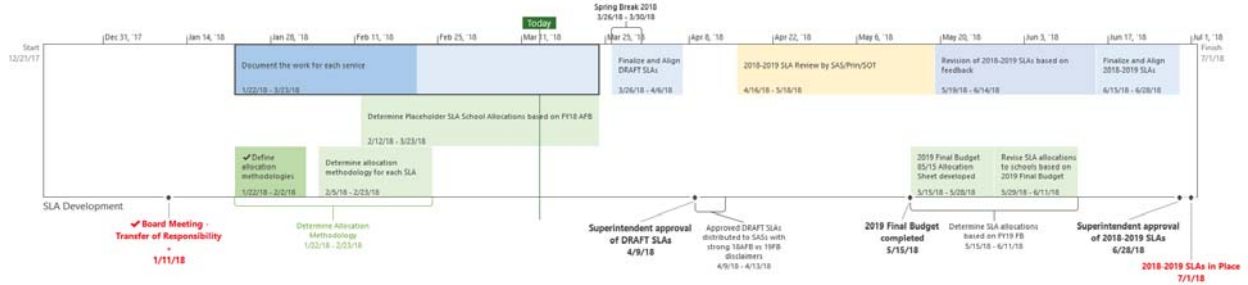 Spring Break 2018
3/26/18 - 3/30/18
Today
Dec 31, '17
Jan 14, '18
Jan 28, '18
Feb 11, '18
Feb 25, '18
Mar 11, '18
Mar 25, '18
Apr 8, '18
Apr 22, '18
May 6, '18
May 20, '18
Jun 3, '18
Jun 17, '18
Jul 1, '18
Start
12/21/17
Finish
7/1/18
Document the work for each service
1/22/18 - 3/23/18
Finalize and Align
DRAFT SLAs
3/26/18 - 4/6/18
2018-2019 SLA Review by SAS/Prin/SOT
4/16/18 - 5/18/18
Revision of 2018-2019 SLAs based on
feedback
5/19/18 - 6/14/18
Finalize and Align
2018-2019 SLAs
6/15/18 - 6/28/18
Determine Placeholder SLA School Allocations based on FY18 AFB
2/12/18 - 3/23/18
✔ Define
allocation
methodologies
1/22/18 - 2/2/18
Determine allocation
methodology for each SLA
2/5/18 - 2/23/18
2019 Final Budget
05/15 Allocation
Sheet developed
5/15/18 - 5/28/18
Revise SLA allocations
to schools based on
2019 Final Budget
5/29/18 - 6/11/18
SLA Development
✔ Board Meeting -
Transfer of Responsibility
-
1/11/18
Determine Allocation
Methodology
1/22/18 - 2/23/18
Superintendent approval
of DRAFT SLAs
4/9/18
Approved DRAFT SLAs
distributed to SASs with
strong 18AFB vs 19FB
disclaimers
4/9/18 - 4/13/18
2019 Final Budget
completed
5/15/18
Determine SLA allocations
based on FY19 FB
5/15/18 - 6/11/18
Superintendent approval
of 2018-2019 SLAs
6/28/18
2018-2019 SLAs in Place
7/1/18